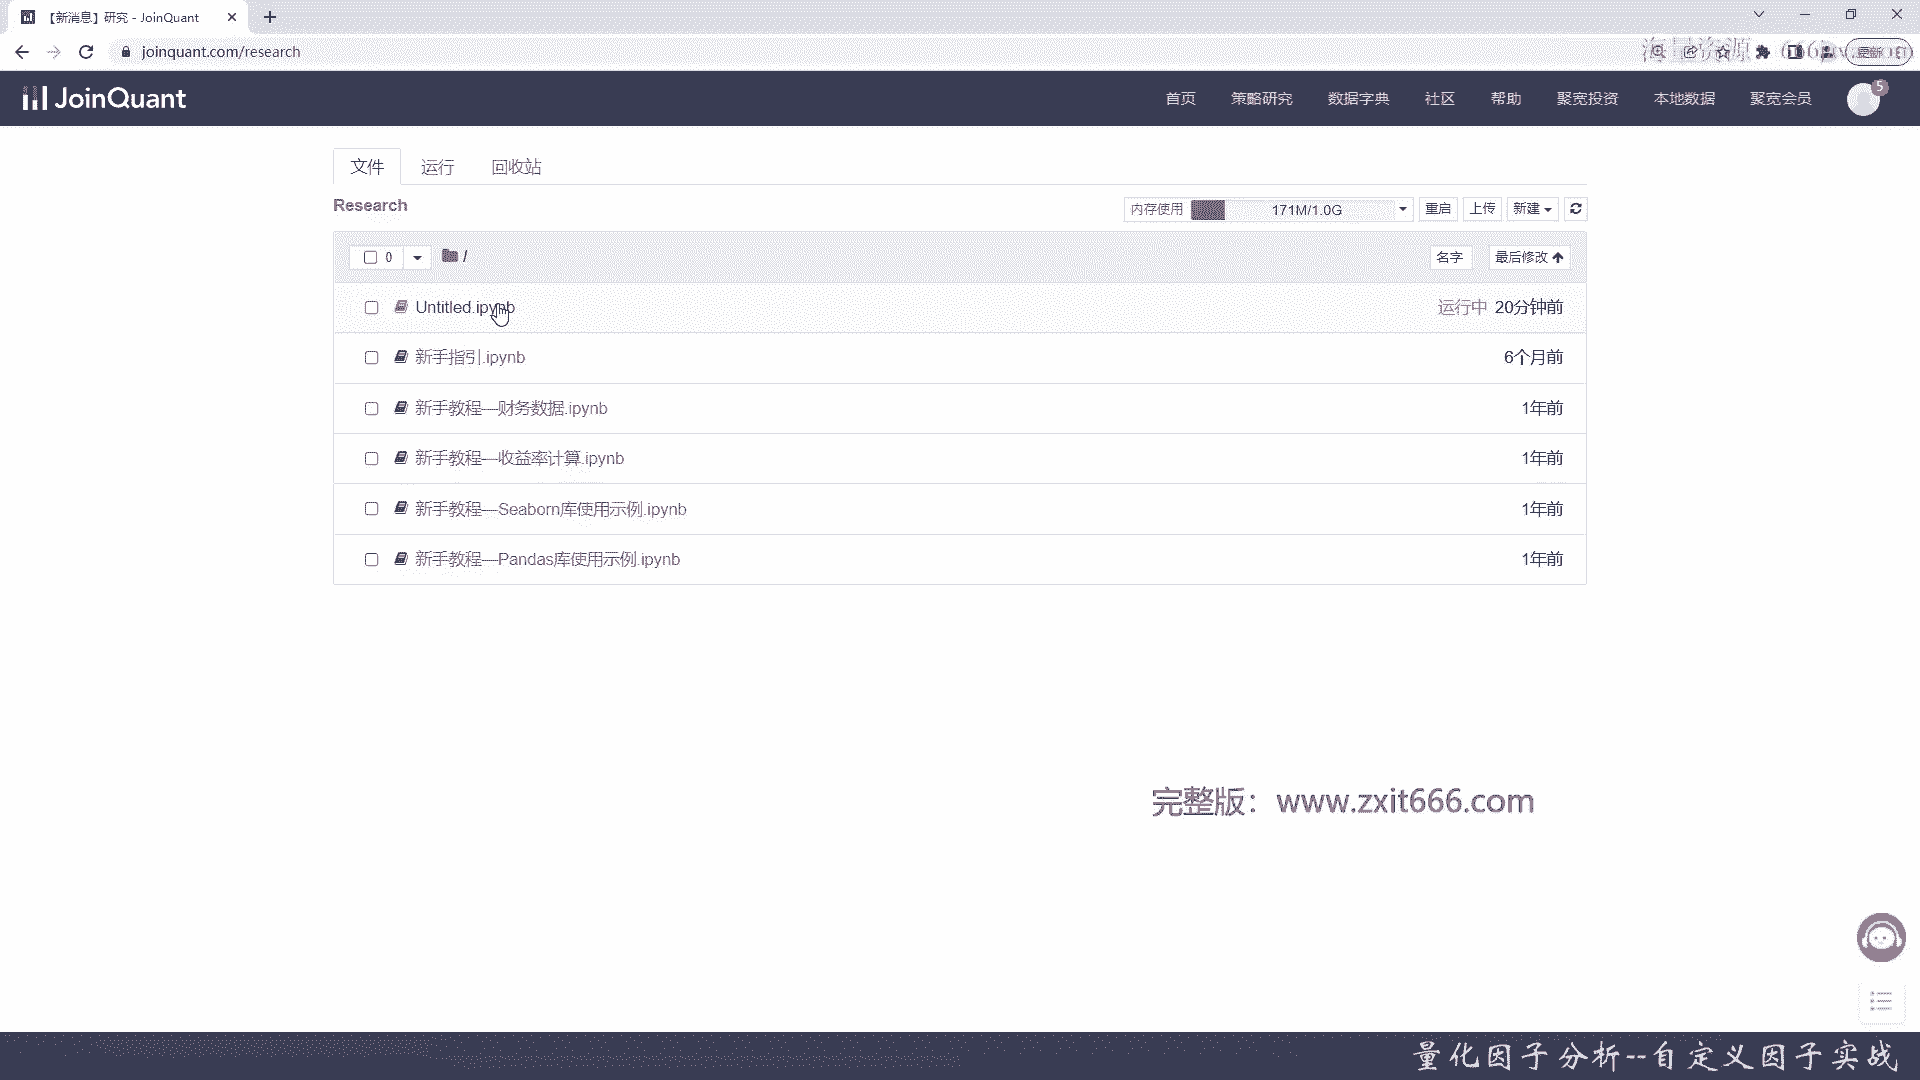 【新消息】研究 - JoinQuant
joinquant.com/research
JoinQuant
首页 策略研究 数据字典 社区 帮助 聚宽投资 本地数据 聚宽会员 5
文件 运行 回收站
Research
内存使用 171M/1.0G 重启 上传 新建
0 / 名字 最后修改
Untitled.ipynb 运行中 20分钟前
新手指引.ipynb 6个月前
新手教程—财务数据.ipynb 1年前
新手教程—收益率计算.ipynb 1年前
新手教程—Seaborn库使用示例.ipynb 1年前
新手教程—Pandas库使用示例.ipynb 1年前
完整版：www.zxit666.com
量化因子分析--自定义因子实战